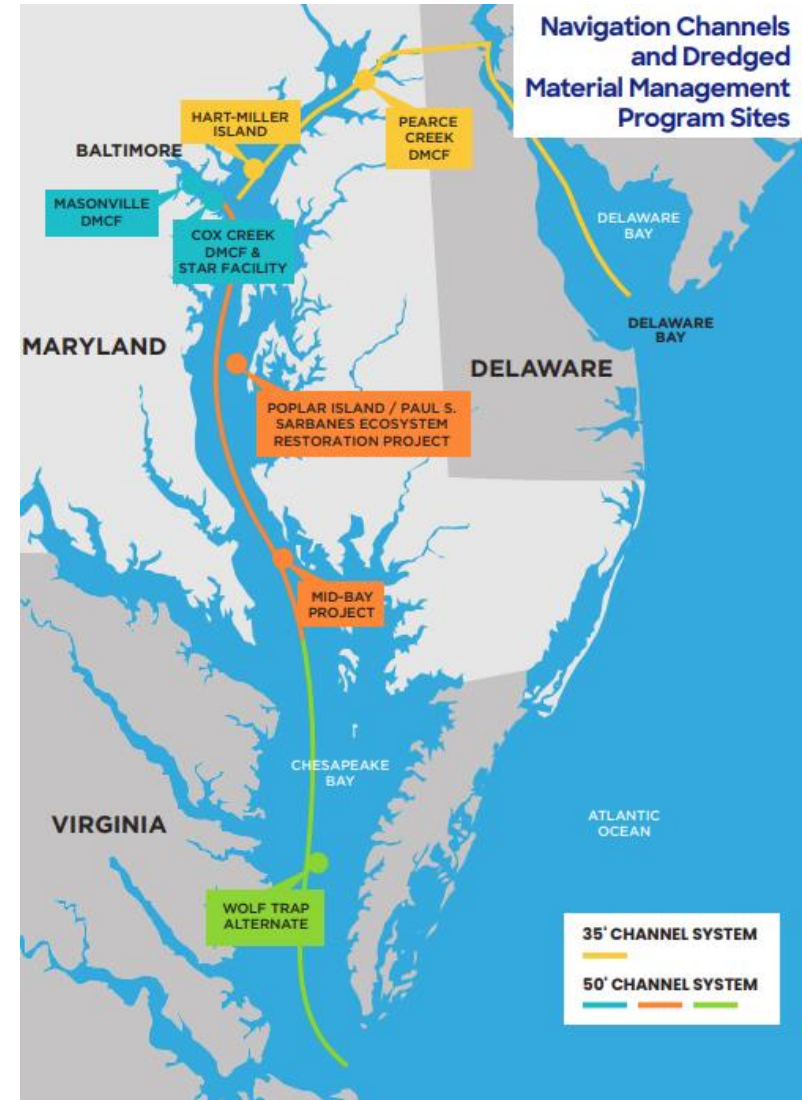 Navigation Channels
and Dredged
Material Management
Program Sites
HART-MILLER
ISLAND
BALTIMORE
PEARCE
CREEK
DMCF
MASONVILLE
DMCF
COX CREEK
DMCF &
STAR FACILITY
DELAWARE
BAY
DELAWARE
BAY
MARYLAND
DELAWARE
POPLAR ISLAND / PAUL S.
SARBANES ECOSYSTEM
RESTORATION PROJECT
MID-BAY
PROJECT
CHESAPEAKE
BAY
VIRGINIA
ATLANTIC
OCEAN
WOLF TRAP
ALTERNATE
35' CHANNEL SYSTEM
50' CHANNEL SYSTEM